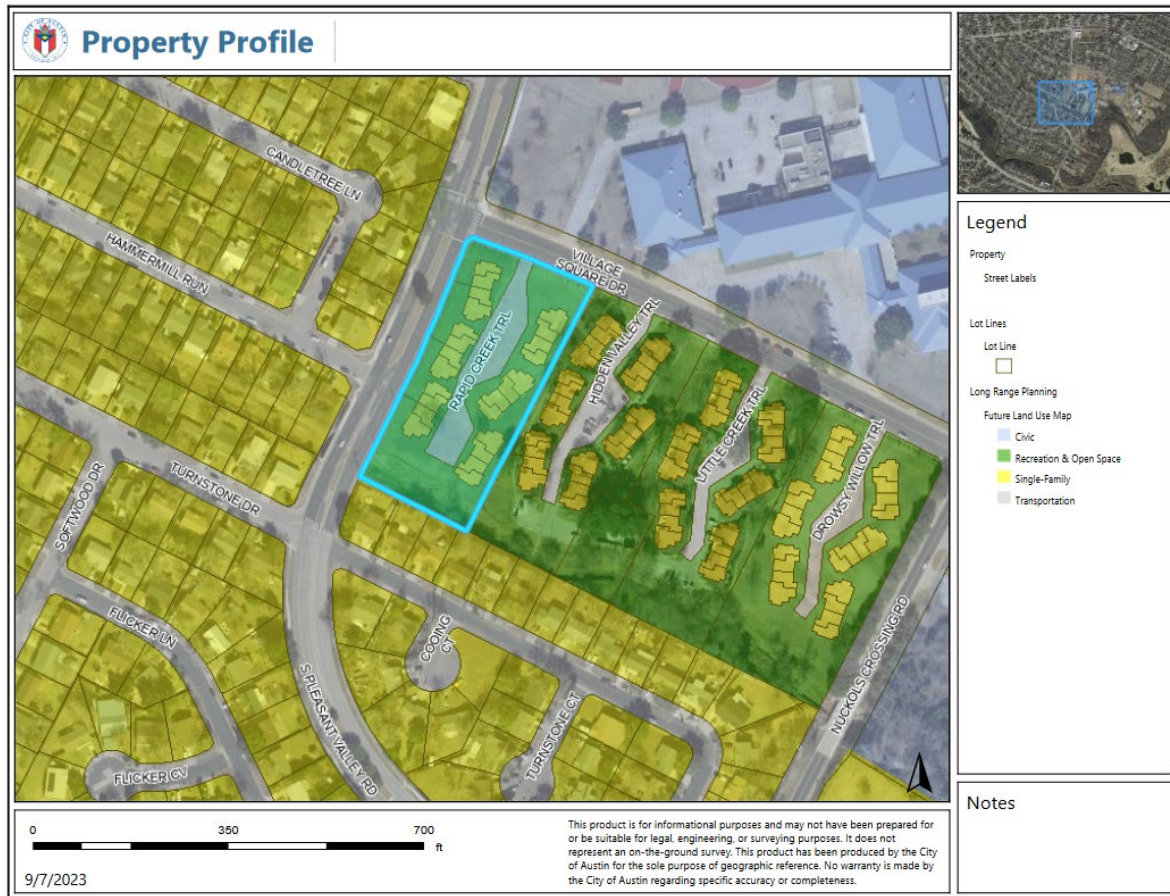 Property Profile
CANDLETREE LN
HAMMERMILL RUN
VILLAGE
SQUARE DR
RAPID CREEK TRL
HIDDEN VALLEY TRL
LITTLE CREEK TRL
DROWSY WILLOW TRL
TURNSTONE DR
SOFTWOOD DR
FLICKER LN
S PLEASANT VALLEY RD
COOING
CT
TURNSTONE CT
NUCKOLS CROSSING RD
FLICKER CV
Legend
Property
Street Labels
Lot Lines
Lot Line
Long Range Planning
Future Land Use Map
Civic
Recreation & Open Space
Single-Family
Transportation
Notes
0 350 700
ft
9/7/2023
This product is for informational purposes and may not have been prepared for
or be suitable for legal, engineering, or surveying purposes. It does not
represent an on-the-ground survey. This product has been produced by the City
of Austin for the sole purpose of geographic reference. No warranty is made by
the City of Austin regarding specific accuracy or completeness.